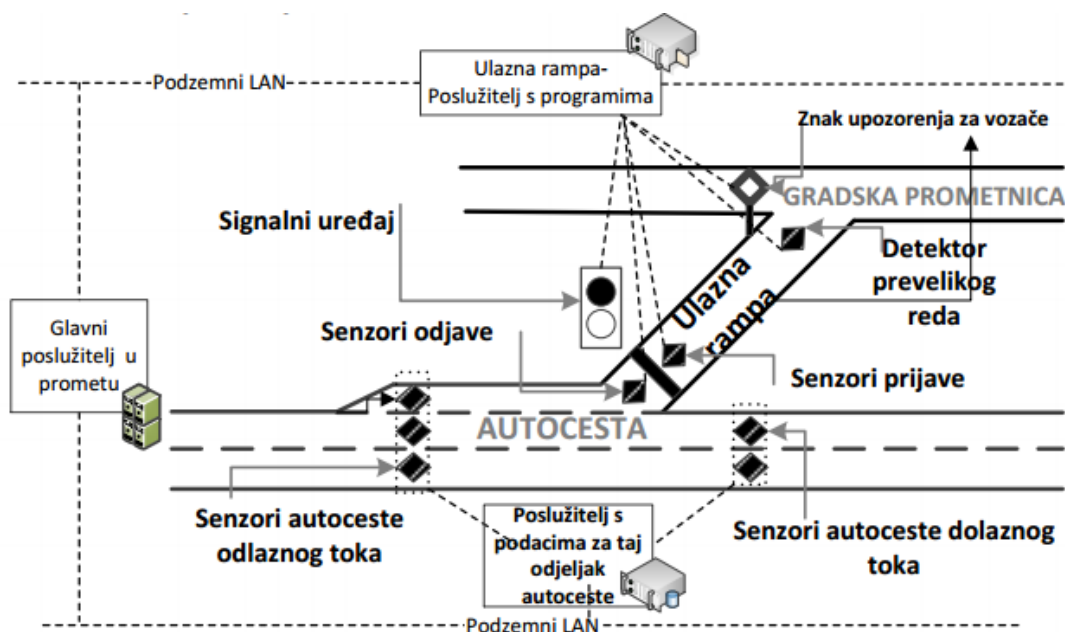 Podzemni LAN
Ulazna rampa-
Poslužitelj s programima
Znak upozorenja za vozače
GRADSKA PROMETNICA
Signalni uređaj
Detektor
prevelikog
reda
Ulazna
rampa
Glavni
poslužitelj u
prometu
Senzori odjave
Senzori prijave
AUTOCESTA
Senzori autoceste
odlaznog toka
Poslužitelj s
podacima za taj
odjeljak
autoceste
Senzori autoceste dolaznog
toka
Podzemni LAN